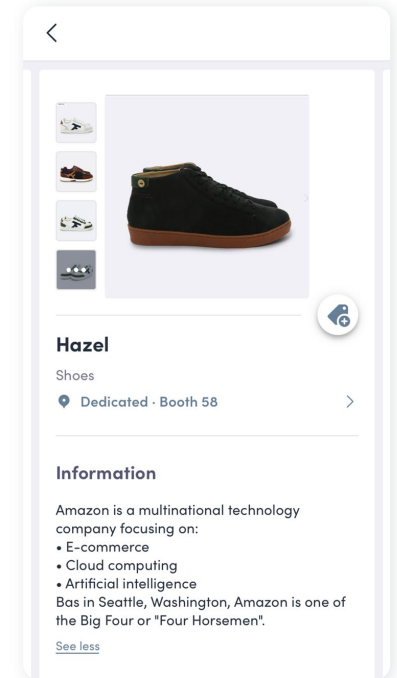 Hazel
Shoes
Dedicated · Booth 58
Information
Amazon is a multinational technology
company focusing on:
• E-commerce
• Cloud computing
• Artificial intelligence
Bas in Seattle, Washington, Amazon is one of
the Big Four or "Four Horsemen".
See less